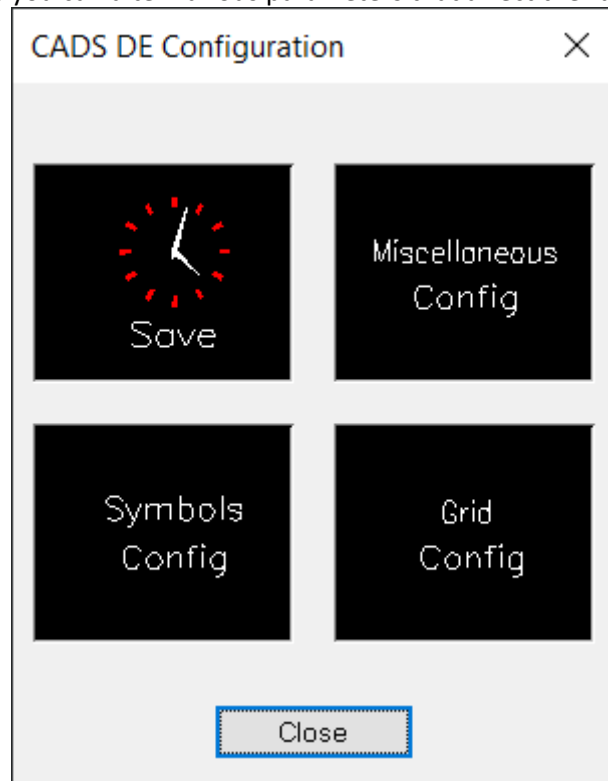 CADS DE Configuration
Save
Miscellaneous
Config
Symbols
Config
Grid
Config
Close